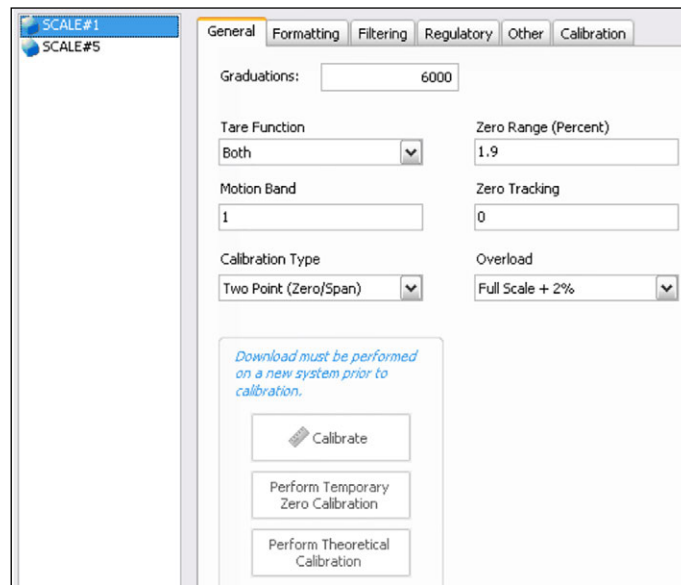 SCALE#1
SCALE#5
General Formatting Filtering Regulatory Other Calibration
Graduations: 6000
Tare Function Zero Range (Percent)
Both 1.9
Motion Band Zero Tracking
1 0
Calibration Type Overload
Two Point (Zero/Span) Full Scale + 2%
Download must be performed
on a new system prior to
calibration.
Calibrate
Perform Temporary
Zero Calibration
Perform Theoretical
Calibration